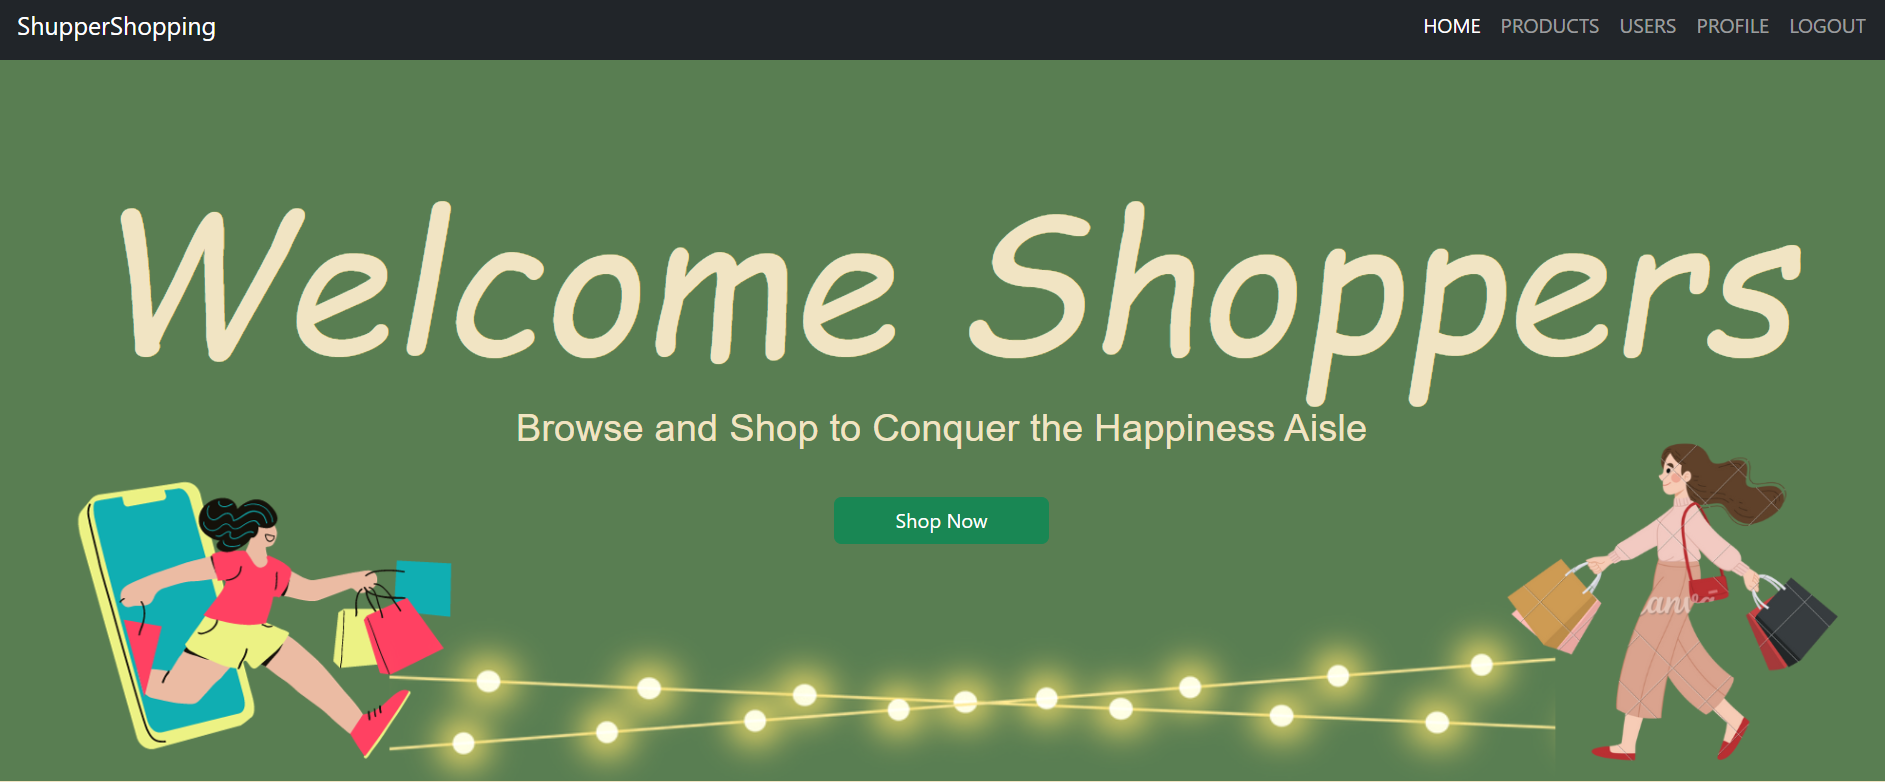 ShupperShopping
HOME PRODUCTS USERS PROFILE LOGOUT
Welcome Shoppers
Browse and Shop to Conquer the Happiness Aisle
Shop Now